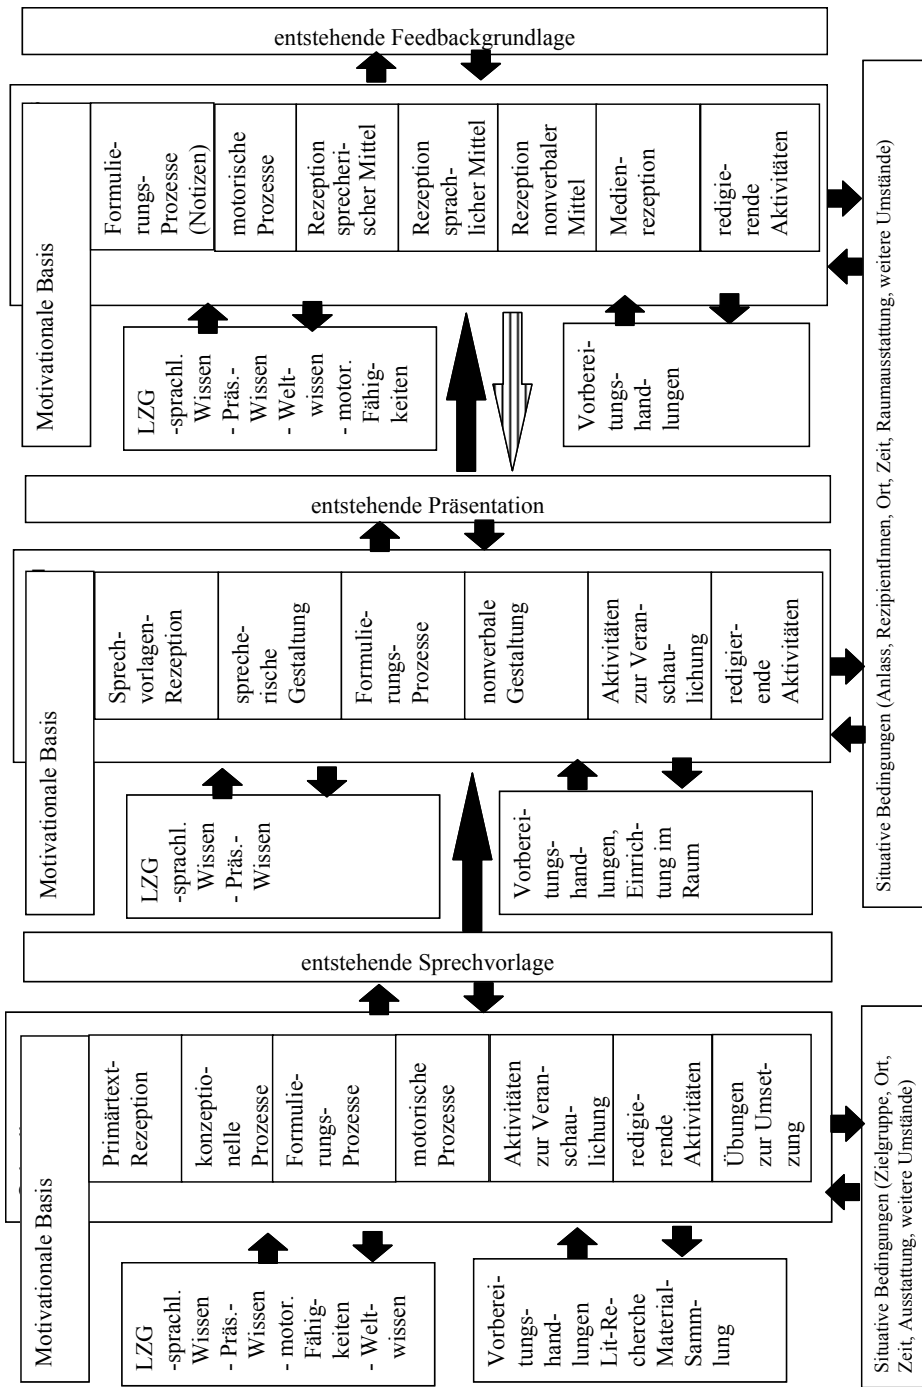 Motivationale Basis
LZG
-sprachl.
Wissen
- Präs.-
Wissen
- motor.
Fähig-
keiten
- Welt-
wissen
Primärtext-
Rezeption
konzeptio-
nelle
Prozesse
Formulie-
rungs-
Prozesse
motorische
Prozesse
Aktivitäten
zur Veran-
schau-
lichung
redigie-
rende
Aktivitäten
Übungen
zur Umset-
zung
Vorberei-
tungs-
hand-
lungen
Lit-Re-
cherche
Material-
Samm-
lung
entstehende Sprechvorlage
Situative Bedingungen (Zielgruppe, Ort,
Zeit, Ausstattung, weitere Umstände)
Motivationale Basis
LZG
-sprachl.
Wissen
- Präs.-
Wissen
Sprech-
vorlagen-
Rezeption
spreche-
rische
Gestaltung
Formulie-
rungs-
Prozesse
nonverbale
Gestaltung
Aktivitäten
zur Veran-
schau-
lichung
redigier-
ende
Aktivitäten
Vorberei-
tungs-
hand-
lungen,
Einrich-
tung im
Raum
entstehende Präsentation
Motivationale Basis
LZG
-sprachl.
Wissen
- Präs.-
Wissen
- Welt-
wissen
- motor.
Fähig-
keiten
Formulie-
rungs-
Prozesse
(Notizen)
motorische
Prozesse
Rezeption
sprecheri-
scher Mittel
Rezeption
sprach-
licher Mittel
Rezeption
nonverbaler
Mittel
Medien-
rezeption
redigie-
rende
Aktivitäten
Vorberei-
tungs-
hand-
lungen
entstehende Feedbackgrundlage
Situative Bedingungen (Anlass, RezipientInnen, Ort, Zeit, Raumausstattung, weitere Umstände)